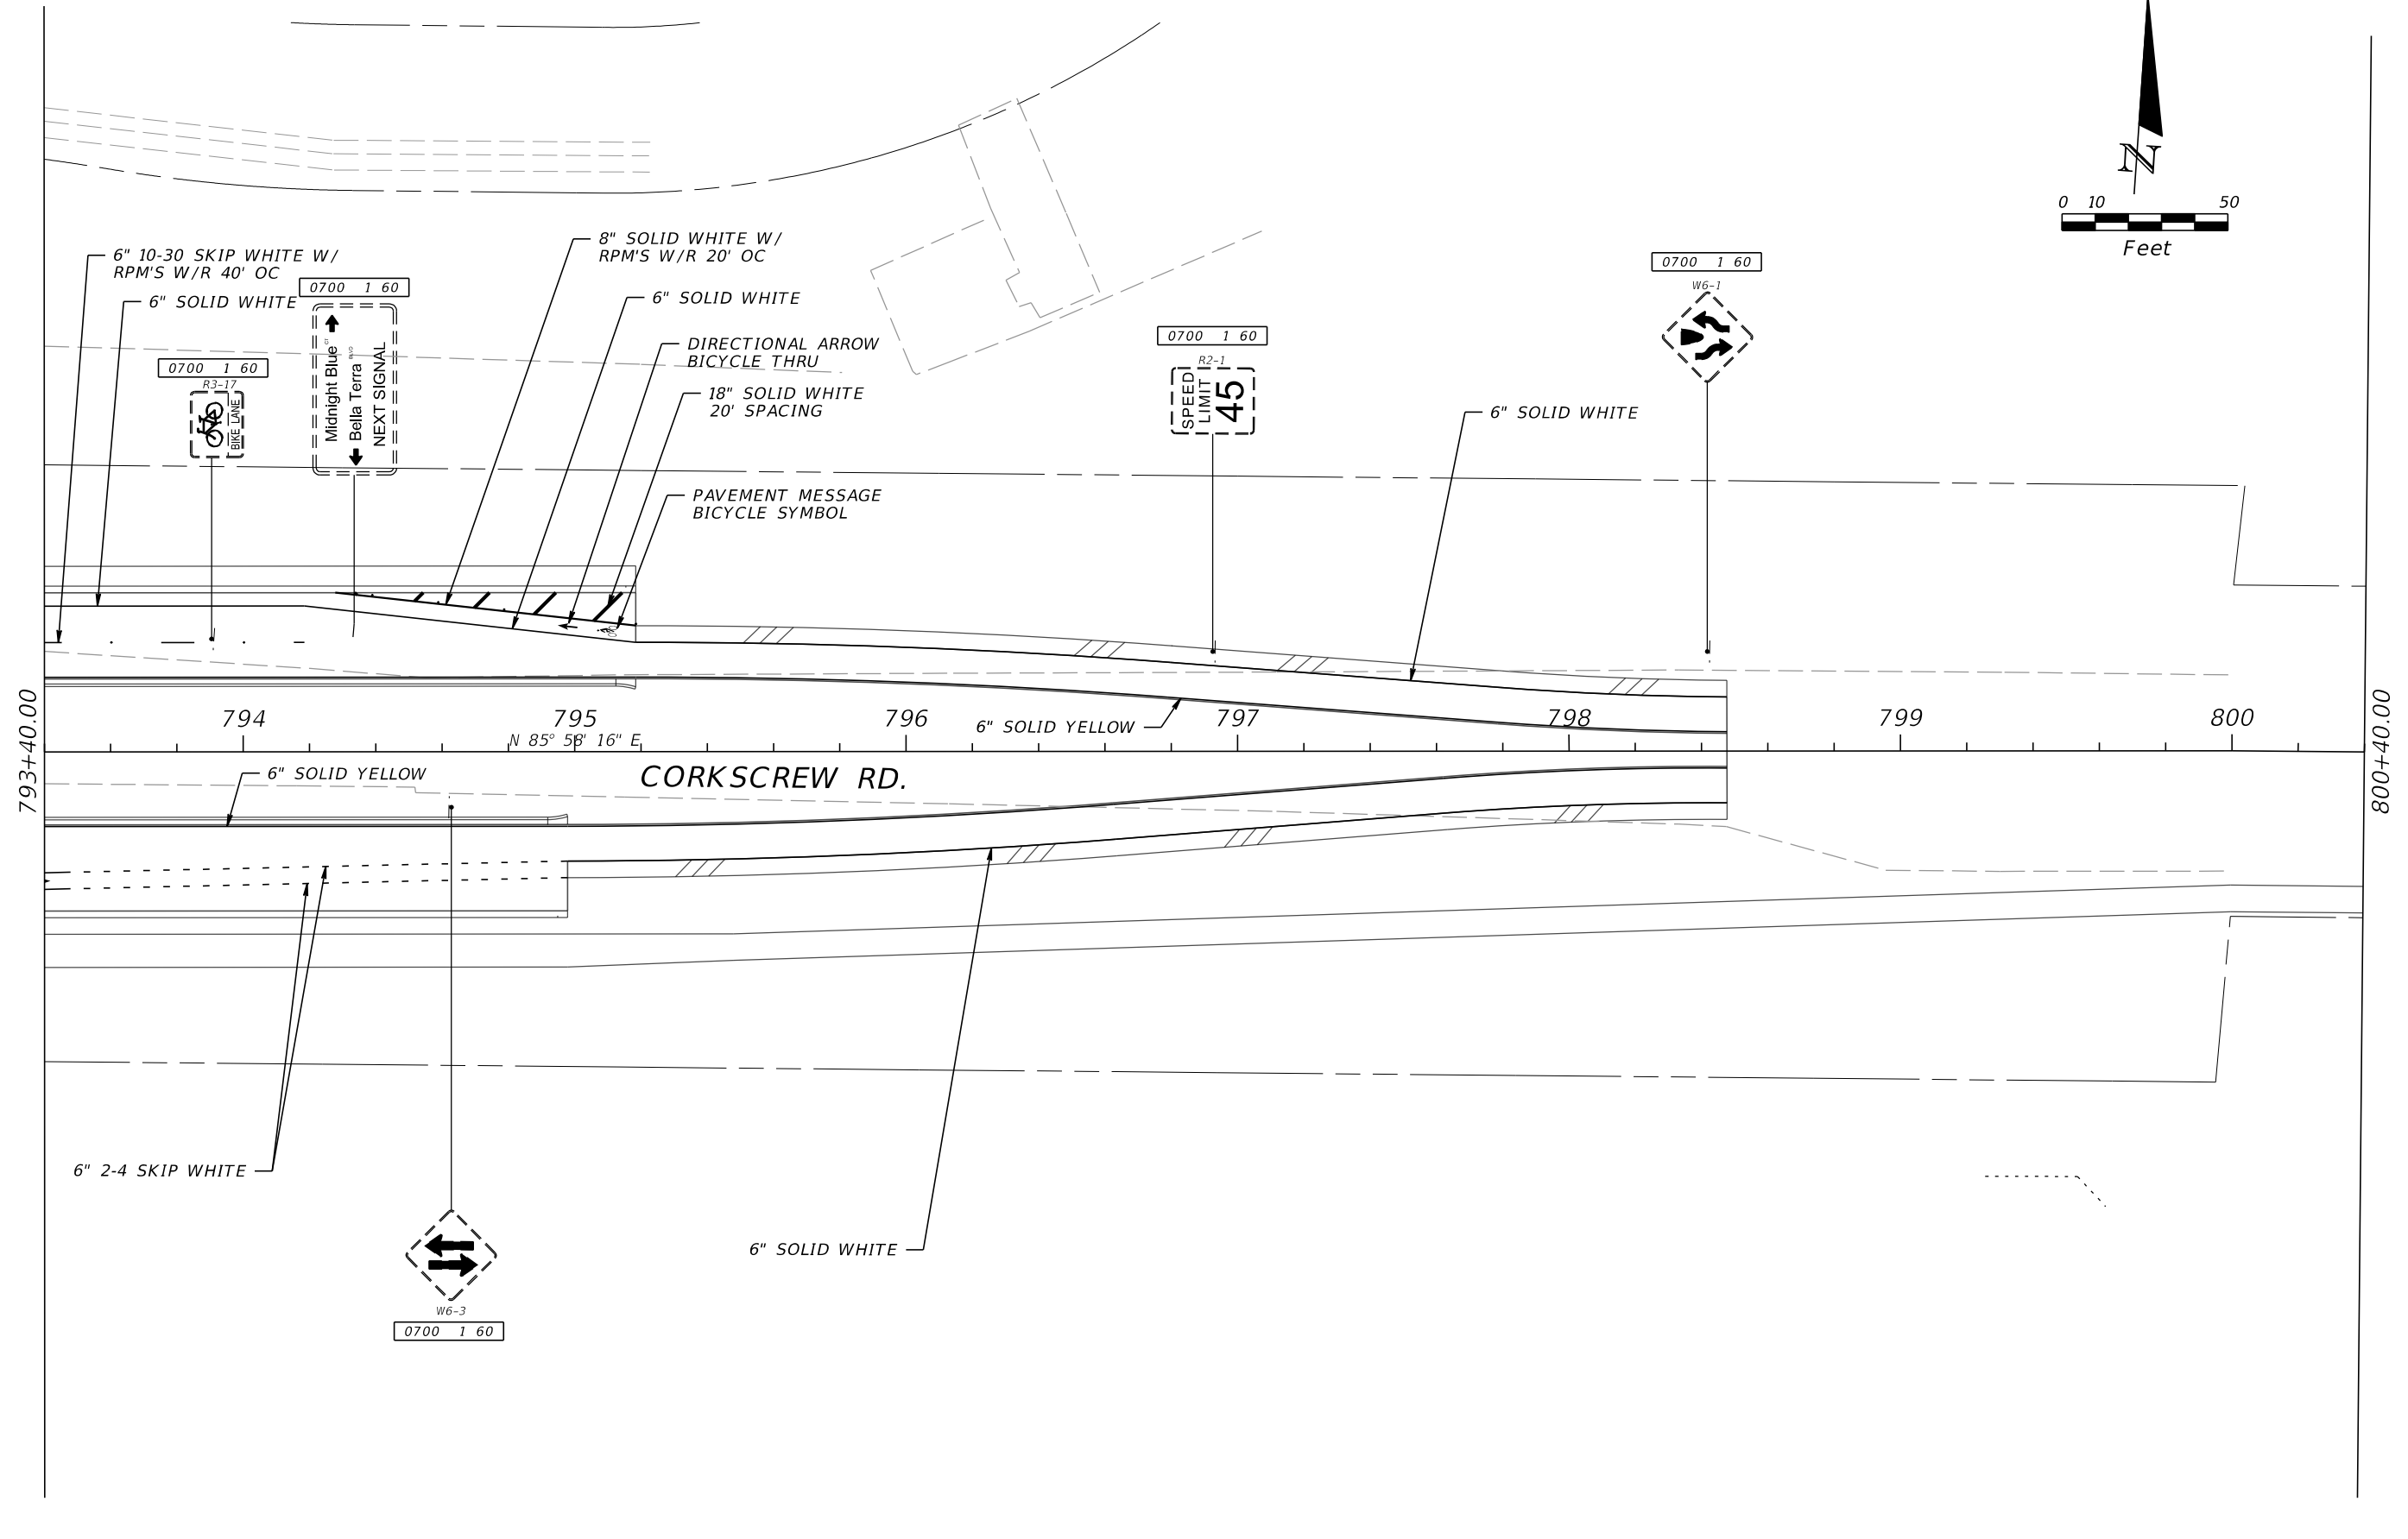 0 10 50
Feet
N
6" 10-30 SKIP WHITE W/
RPM'S W/R 40' OC
6" SOLID WHITE
0700 1 60
Midnight Blue CT
Bella Terra BLVD
NEXT SIGNAL
0700 1 60
R3-17
BIKE LANE
8" SOLID WHITE W/
RPM'S W/R 20' OC
6" SOLID WHITE
DIRECTIONAL ARROW
BICYCLE THRU
18" SOLID WHITE
20' SPACING
PAVEMENT MESSAGE
BICYCLE SYMBOL
0700 1 60
R2-1
SPEED
LIMIT
45
0700 1 60
W6-1
6" SOLID WHITE
793+40.00
794 795 796 797 798 799 800
800+40.00
6" SOLID YELLOW
N 85° 58' 16" E
CORKSCREW RD.
6" SOLID YELLOW
6" 2-4 SKIP WHITE
6" SOLID WHITE
W6-3
0700 1 60